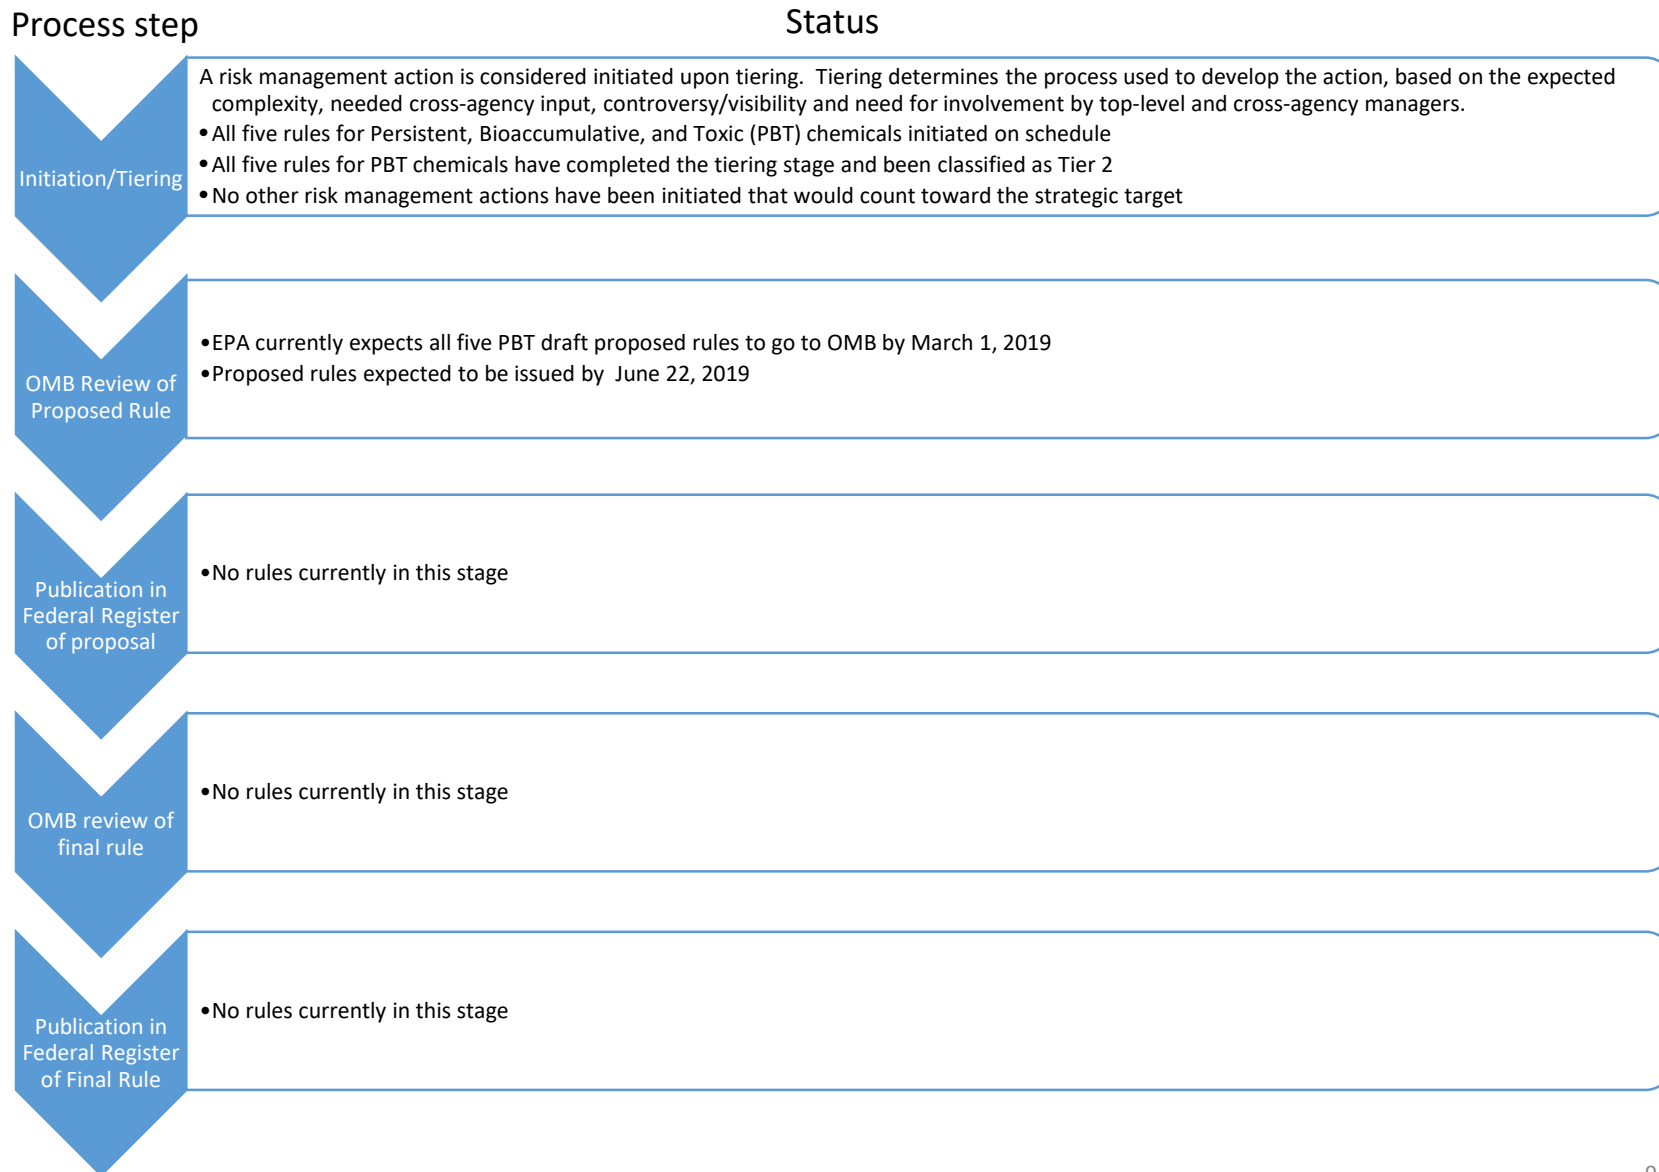 Process step
Status
Initiation/Tiering
A risk management action is considered initiated upon tiering.  Tiering determines the process used to develop the action, based on the expected
complexity, needed cross-agency input, controversy/visibility and need for involvement by top-level and cross-agency managers.
•All five rules for Persistent, Bioaccumulative, and Toxic (PBT) chemicals initiated on schedule
•All five rules for PBT chemicals have completed the tiering stage and been classified as Tier 2
•No other risk management actions have been initiated that would count toward the strategic target
OMB Review of
Proposed Rule
•EPA currently expects all five PBT draft proposed rules to go to OMB by March 1, 2019
•Proposed rules expected to be issued by  June 22, 2019
Publication in
Federal Register
of proposal
•No rules currently in this stage
OMB review of
final rule
•No rules currently in this stage
Publication in
Federal Register
of Final Rule
•No rules currently in this stage